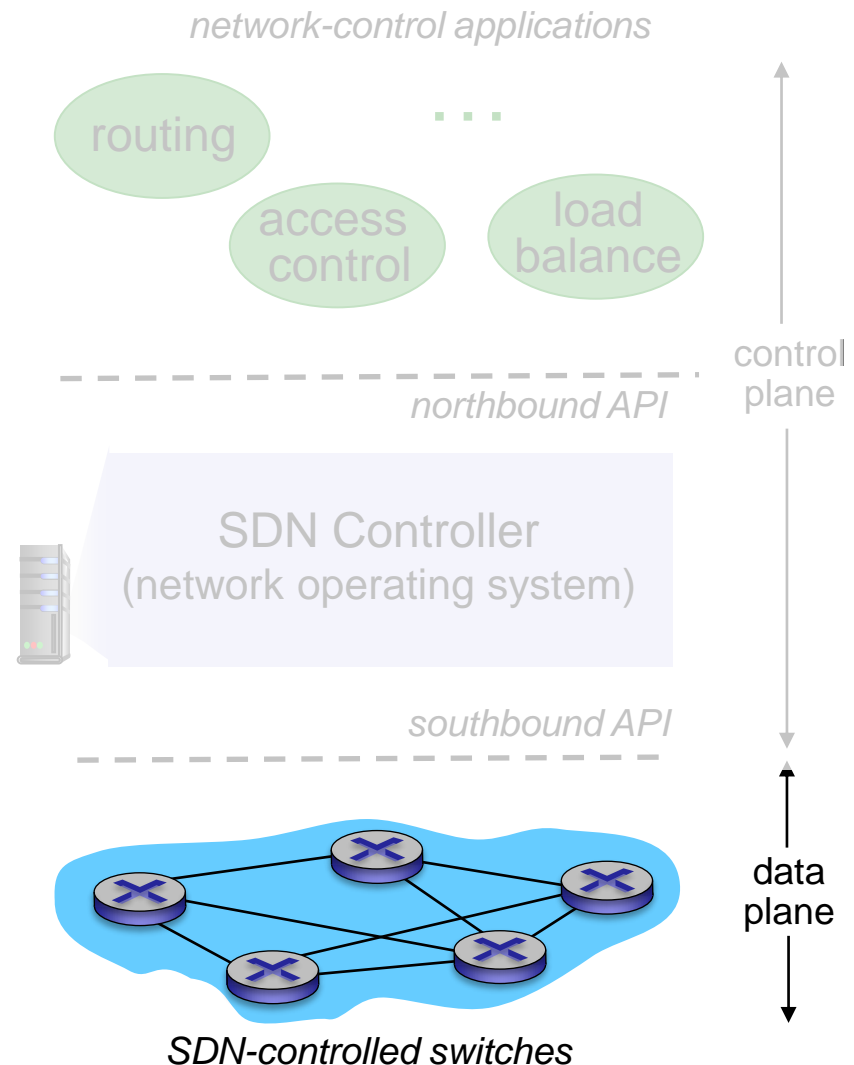 network-control applications
routing
...
access
control
load
balance
control
plane
northbound API
SDN Controller
(network operating system)
southbound API
data
plane
SDN-controlled switches